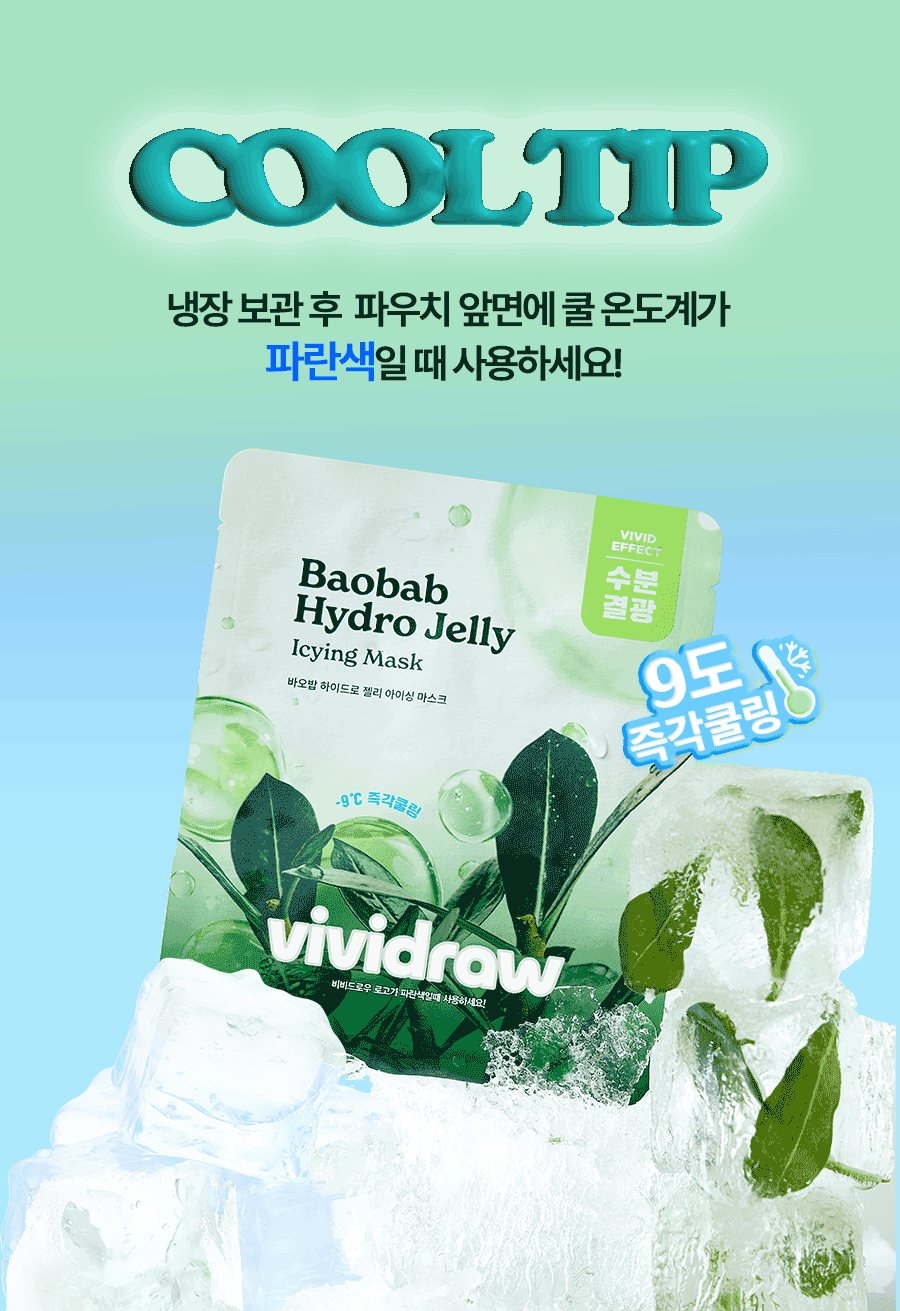 COOL TIP
냉장 보관 후 파우치 앞면에 쿨 온도계가
파란색일 때 사용하세요!
VIVID
EFFECT
수분
결광
Baobab
Hydro Jelly
Icying Mask
바오밥 하이드로 젤리 아이싱 마스크
9도
즉각쿨링
-9℃ 즉각쿨링
vividraw
비비드로우 로고가 파란색일때 사용하세요!